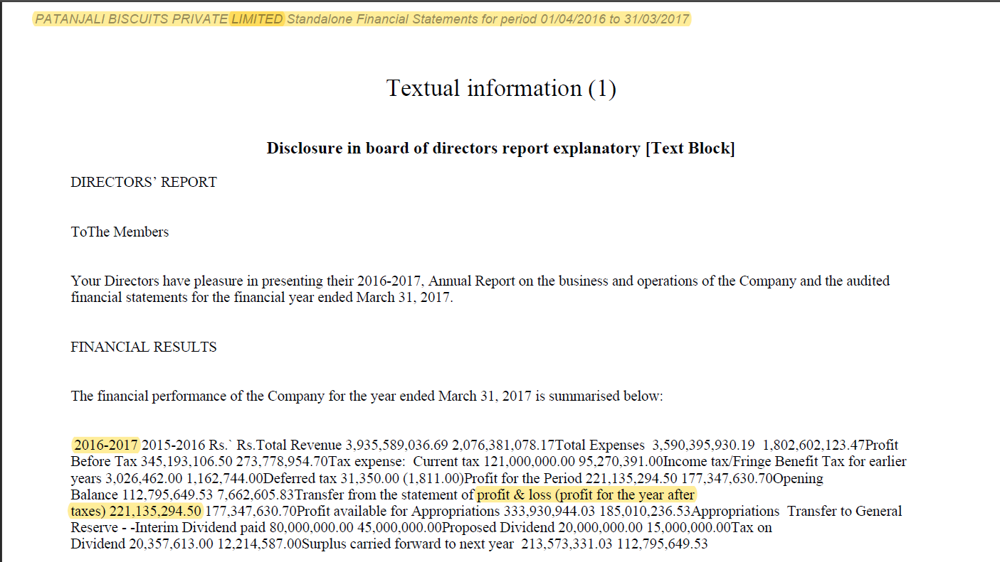 PATANJALI BISCUITS PRIVATE LIMITED Standalone Financial Statements for period 01/04/2016 to 31/03/2017
Textual information (1)
Disclosure in board of directors report explanatory [Text Block]
DIRECTORS’ REPORT
ToThe Members
Your Directors have pleasure in presenting their 2016-2017, Annual Report on the business and operations of the Company and the audited
financial statements for the financial year ended March 31, 2017.
FINANCIAL RESULTS
The financial performance of the Company for the year ended March 31, 2017 is summarised below:
2016-2017 2015-2016 Rs.` Rs.Total Revenue 3,935,589,036.69 2,076,381,078.17Total Expenses  3,590,395,930.19  1,802,602,123.47Profit
Before Tax 345,193,106.50 273,778,954.70Tax expense:  Current tax 121,000,000.00 95,270,391.00Income tax/Fringe Benefit Tax for earlier
years 3,026,462.00 1,162,744.00Deferred tax 31,350.00 (1,811.00)Profit for the Period 221,135,294.50 177,347,630.70Opening
Balance 112,795,649.53 7,662,605.83Transfer from the statement of profit & loss (profit for the year after
taxes) 221,135,294.50 177,347,630.70Profit available for Appropriations 333,930,944.03 185,010,236.53Appropriations  Transfer to General
Reserve - -Interim Dividend paid 80,000,000.00 45,000,000.00Proposed Dividend 20,000,000.00 15,000,000.00Tax on
Dividend 20,357,613.00 12,214,587.00Surplus carried forward to next year  213,573,331.03 112,795,649.53